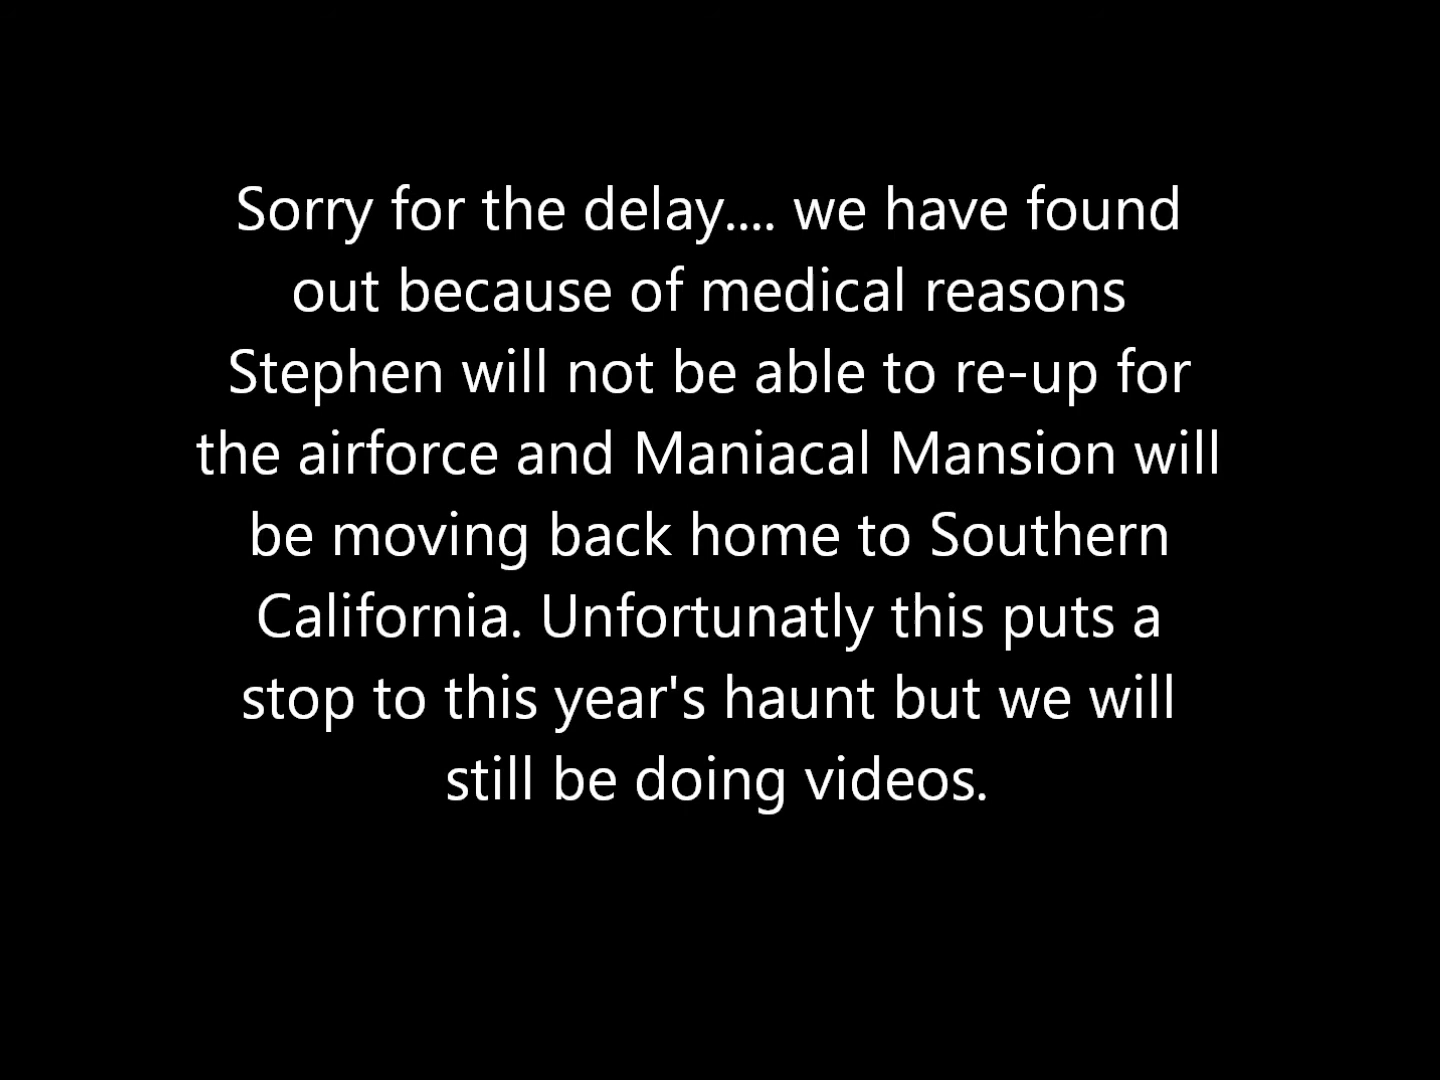 Sorry for the delay.... we have found
out because of medical reasons
Stephen will not be able to re-up for
the airforce and Maniacal Mansion will
be moving back home to Southern
California. Unfortunatly this puts a
stop to this year's haunt but we will
still be doing videos.